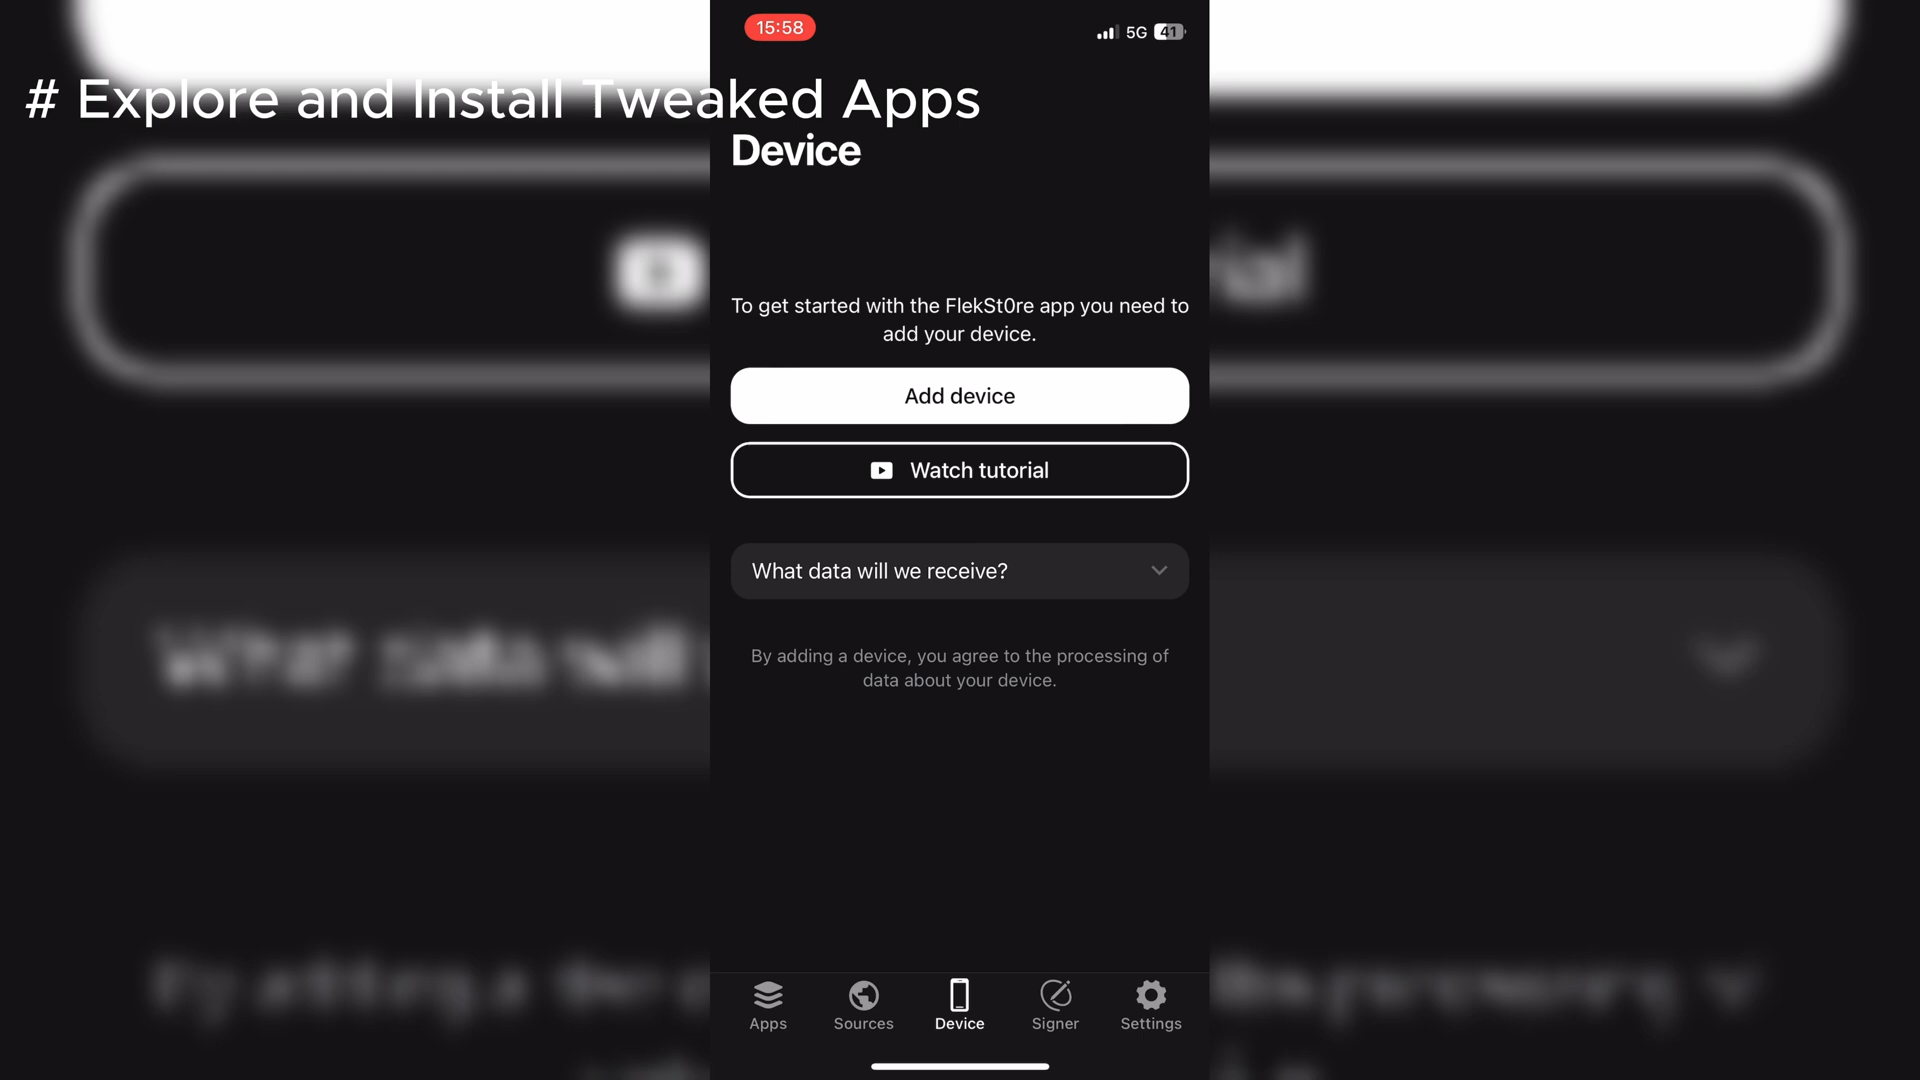 15:58
5G 41
# Explore and Install Tweaked Apps
Device
To get started with the FlekSt0re app you need to
add your device.
Add device
Watch tutorial
What data will we receive?
By adding a device, you agree to the processing of
data about your device.
Apps Sources Device Signer Settings